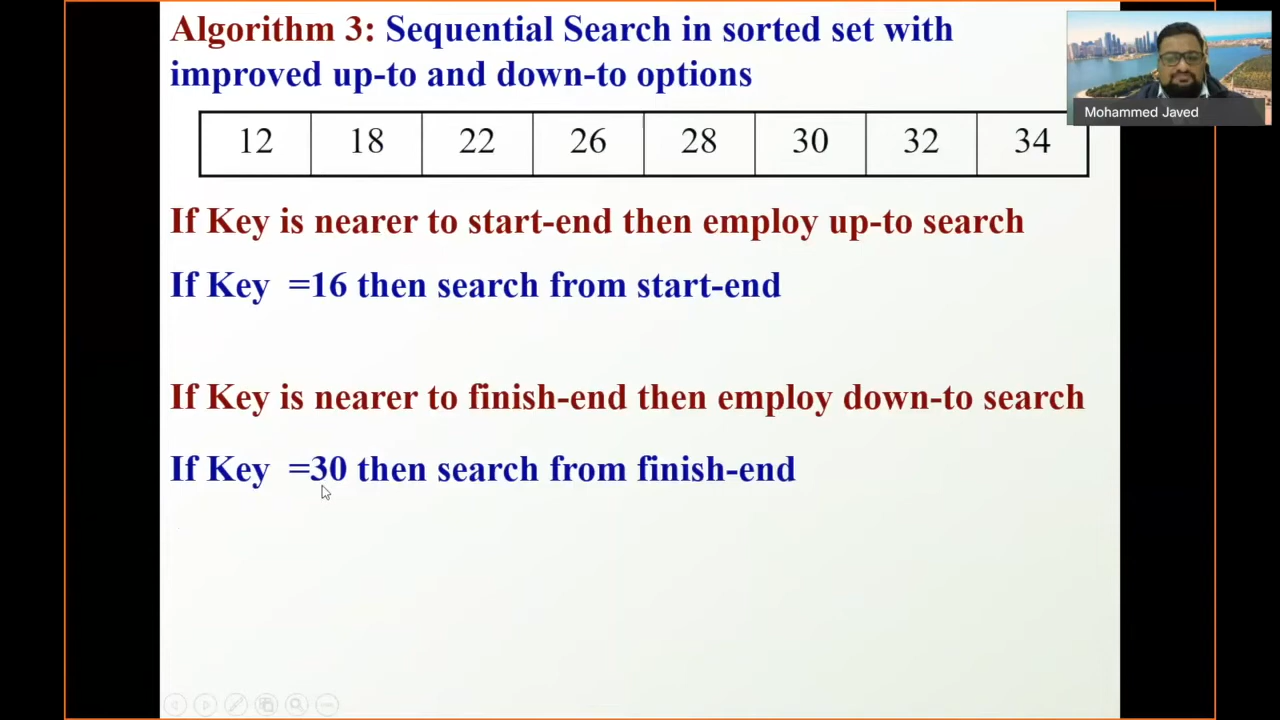 Algorithm 3: Sequential Search in sorted set with
improved up-to and down-to options
Mohammed Javed
12 18 22 26 28 30 32 34
If Key is nearer to start-end then employ up-to search
If Key =16 then search from start-end
If Key is nearer to finish-end then employ down-to search
If Key =30 then search from finish-end